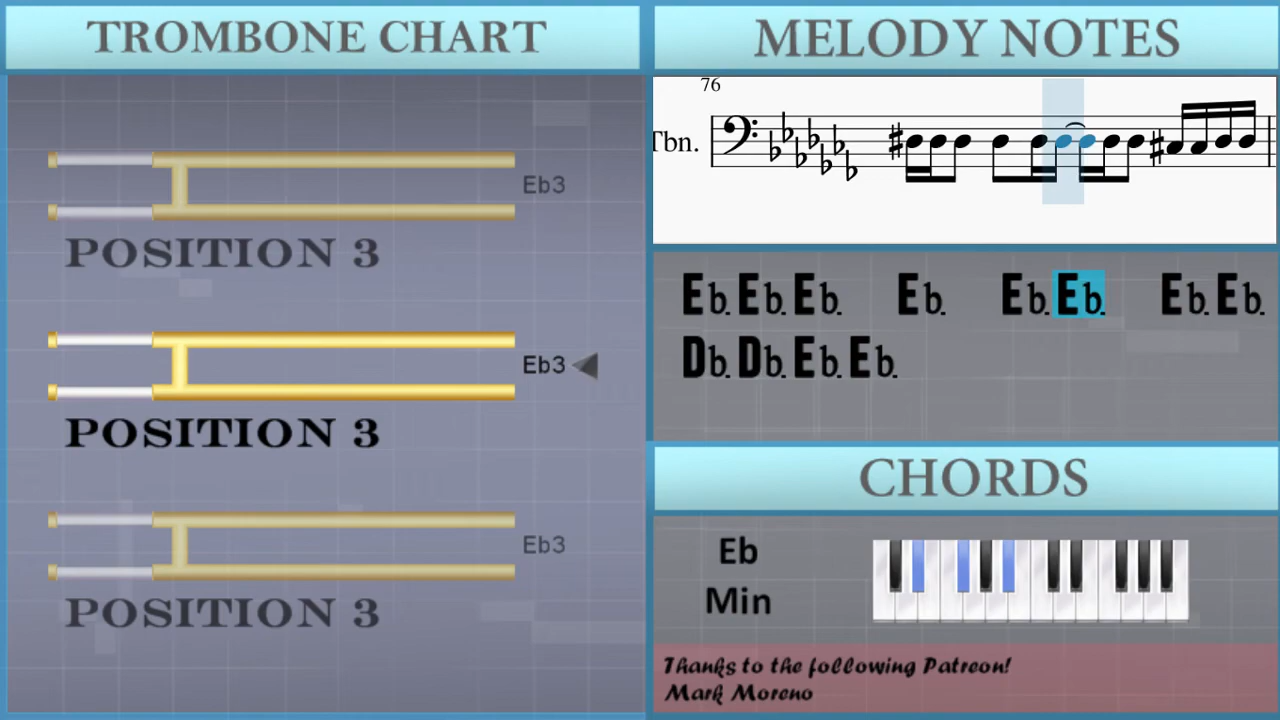 TROMBONE CHART
Eb3
POSITION 3
Eb3
POSITION 3
Eb3
POSITION 3
MELODY NOTES
76
Tbn.
Eb. Eb. Eb. Eb. Eb. Eb. Eb. Eb.
Db. Db. Eb. Eb.
CHORDS
Eb
Min
Thanks to the following Patreon!
Mark Moreno